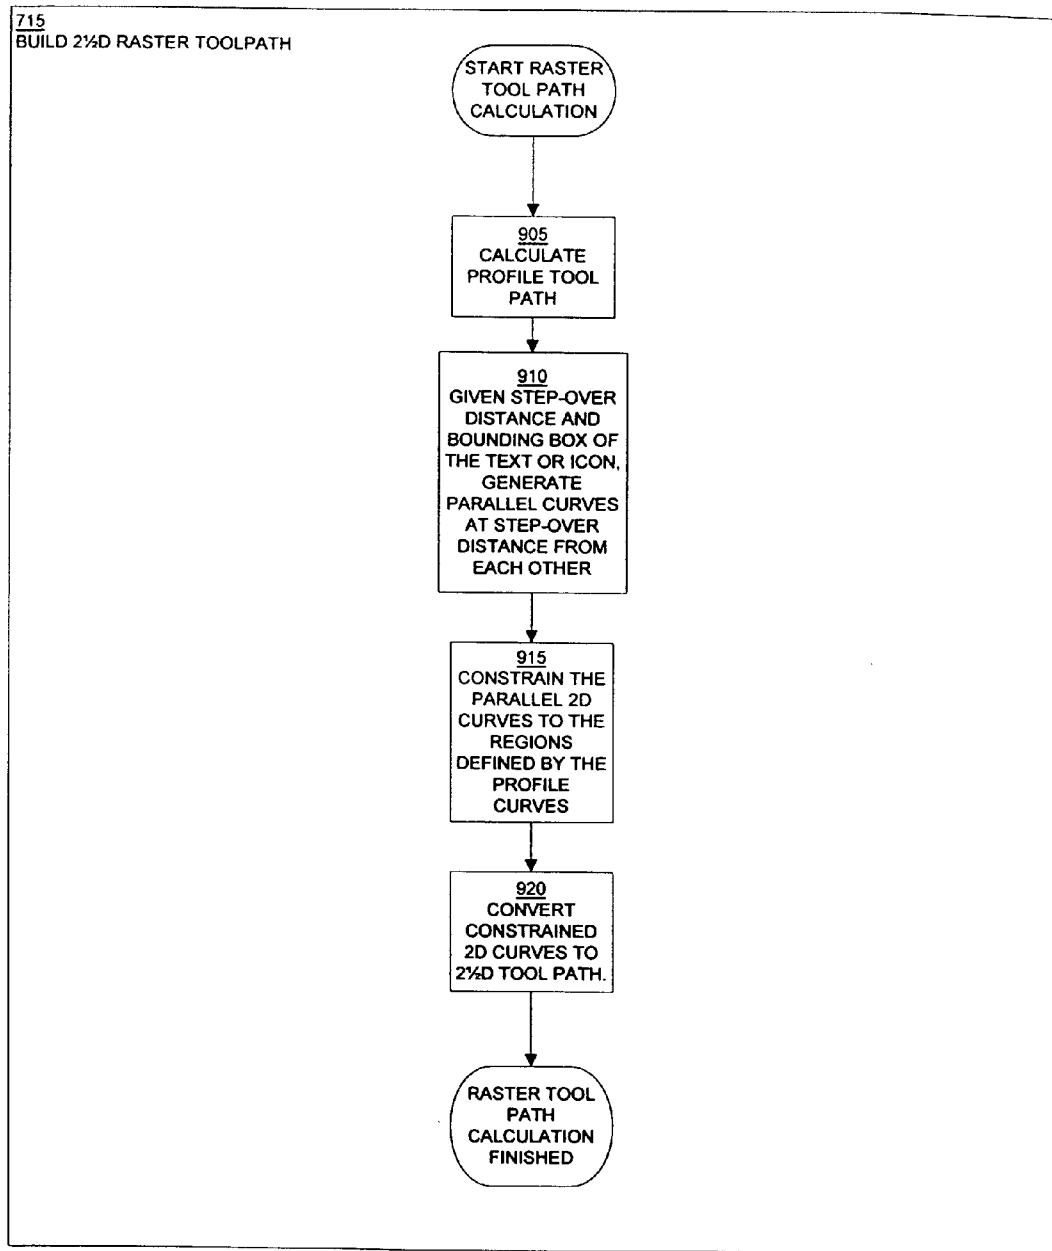 715
BUILD 2½D RASTER TOOLPATH
START RASTER
TOOL PATH
CALCULATION
905
CALCULATE
PROFILE TOOL
PATH
910
GIVEN STEP-OVER
DISTANCE AND
BOUNDING BOX OF
THE TEXT OR ICON,
GENERATE
PARALLEL CURVES
AT STEP-OVER
DISTANCE FROM
EACH OTHER
915
CONSTRAIN THE
PARALLEL 2D
CURVES TO THE
REGIONS
DEFINED BY THE
PROFILE
CURVES
920
CONVERT
CONSTRAINED
2D CURVES TO
2½D TOOL PATH.
RASTER TOOL
PATH
CALCULATION
FINISHED